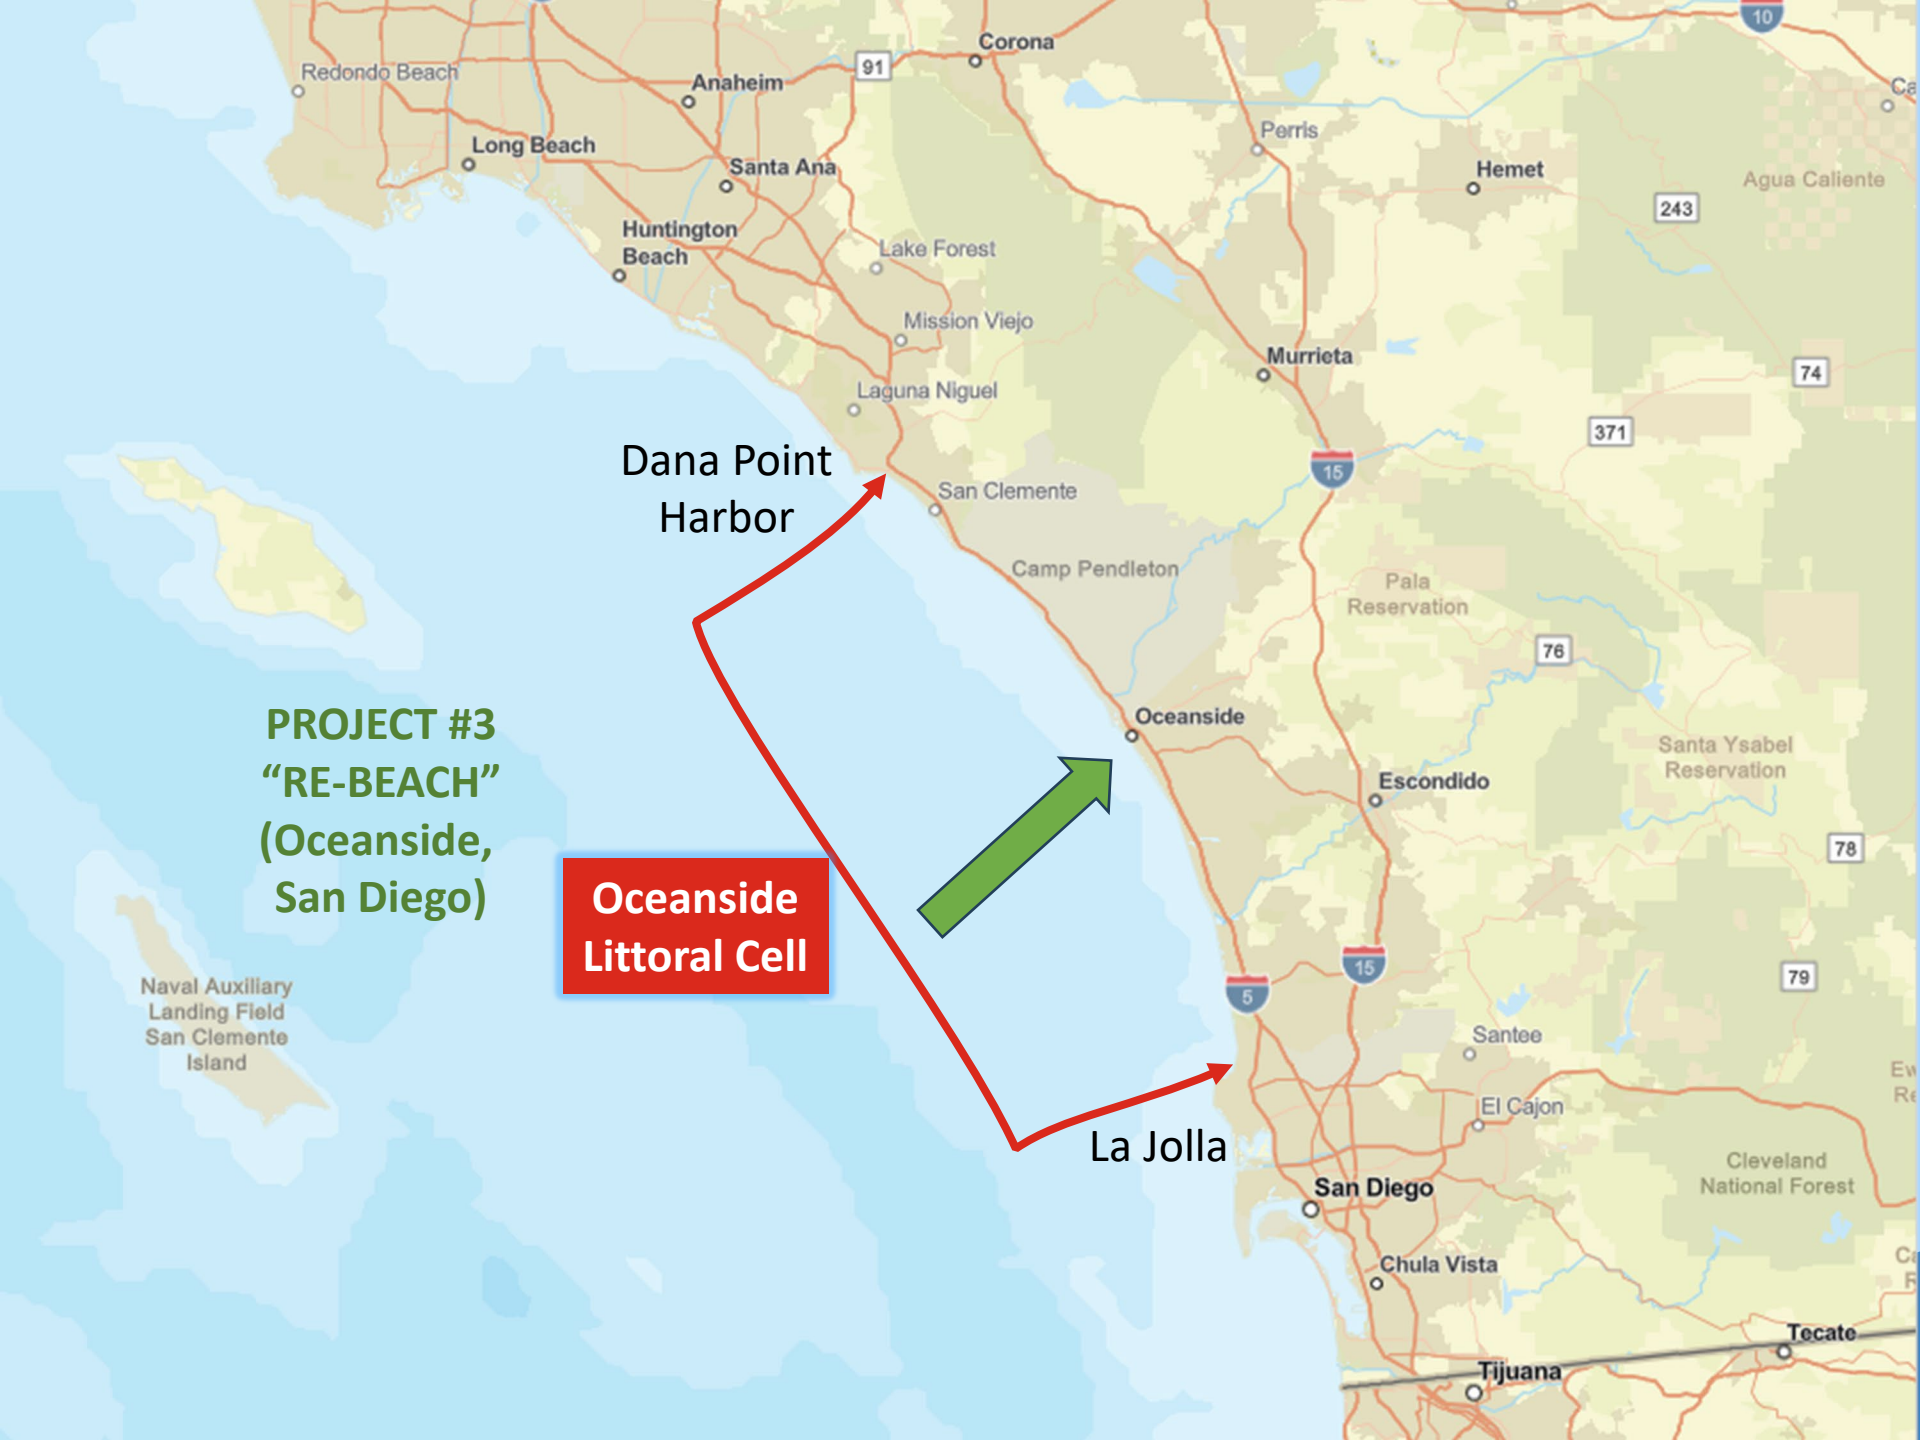 10
Corona
91
Redondo Beach
Anaheim
Ca
Long Beach
Perris
Santa Ana
Hemet
Agua Caliente
243
Huntington
Beach
Lake Forest
Mission Viejo
Murrieta
74
Laguna Niguel
371
Dana Point
Harbor
15
San Clemente
Camp Pendleton
Pala
Reservation
76
PROJECT #3
“RE-BEACH”
(Oceanside,
San Diego)
Oceanside
Santa Ysabel
Reservation
Escondido
78
Oceanside
Littoral Cell
15
79
5
Naval Auxiliary
Landing Field
San Clemente
Island
Santee
Ew
Re
El Cajon
La Jolla
Cleveland
National Forest
San Diego
Chula Vista
Ca
R
Tecate
Tijuana